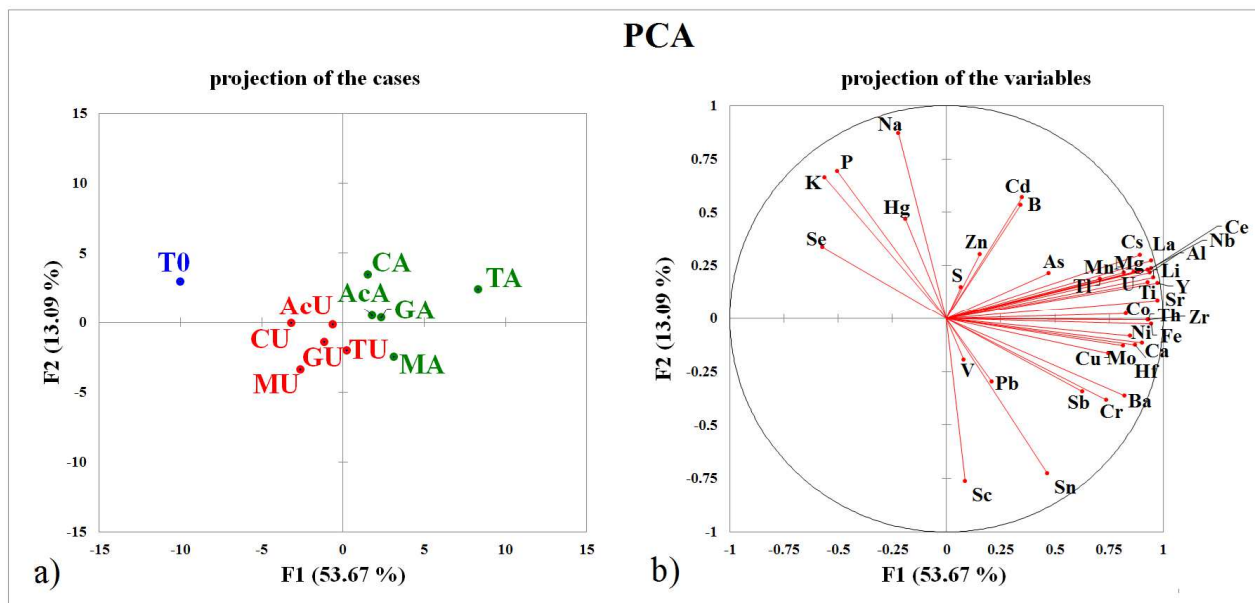 PCA
projection of the cases
15
10
5
0
-5
-10
-15
-15
-10
-5
0
5
10
15
F2 (13.09 %)
F1 (53.67 %)
T0
CA
TA
AcA
GA
AcU
CU
GU
TU
MA
MU
a)
projection of the variables
1
0.75
0.5
0.25
0
-0.25
-0.5
-0.75
-1
-1
-0.75
-0.5
-0.25
0
0.25
0.5
0.75
1
F2 (13.09 %)
F1 (53.67 %)
Na
P
K
Hg
Se
Cd
B
Zn
S
As
Cs
La
Ce
Nb
Al
Mn
Mg
Tl
U
Li
Ti
Y
Sr
Co
Th
Zr
Ni
Fe
Cu
Mo
Ca
Hf
V
Pb
Sb
Cr
Ba
Sc
Sn
b)